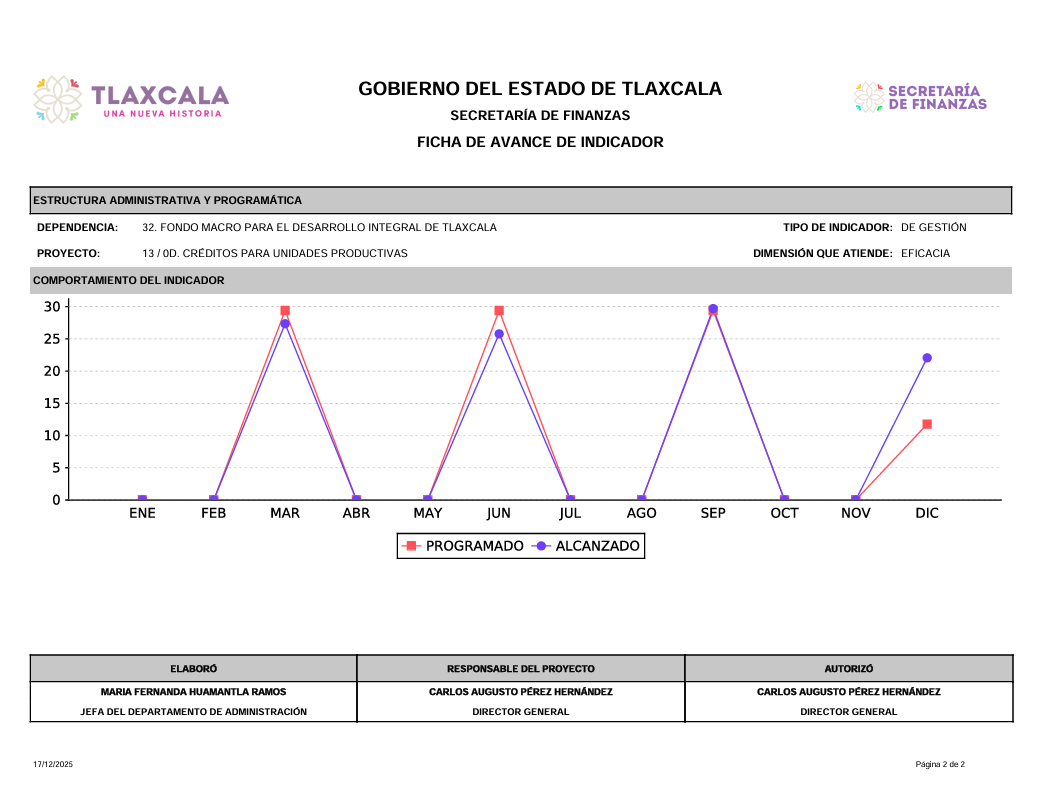 TLAXCALA
UNA NUEVA HISTORIA
GOBIERNO DEL ESTADO DE TLAXCALA
SECRETARÍA DE FINANZAS
FICHA DE AVANCE DE INDICADOR
SECRETARÍA
DE FINANZAS
ESTRUCTURA ADMINISTRATIVA Y PROGRAMÁTICA
DEPENDENCIA: 32. FONDO MACRO PARA EL DESARROLLO INTEGRAL DE TLAXCALA TIPO DE INDICADOR: DE GESTIÓN
PROYECTO: 13 / 0D. CRÉDITOS PARA UNIDADES PRODUCTIVAS DIMENSIÓN QUE ATIENDE: EFICACIA
COMPORTAMIENTO DEL INDICADOR
30
25
20
15
10
5
0
ENE FEB MAR ABR MAY JUN JUL AGO SEP OCT NOV DIC
PROGRAMADO ALCANZADO
ELABORÓ RESPONSABLE DEL PROYECTO AUTORIZÓ
MARIA FERNANDA HUAMANTLA RAMOS CARLOS AUGUSTO PÉREZ HERNÁNDEZ CARLOS AUGUSTO PÉREZ HERNÁNDEZ
JEFA DEL DEPARTAMENTO DE ADMINISTRACIÓN DIRECTOR GENERAL DIRECTOR GENERAL
17/12/2025 Página 2 de 2